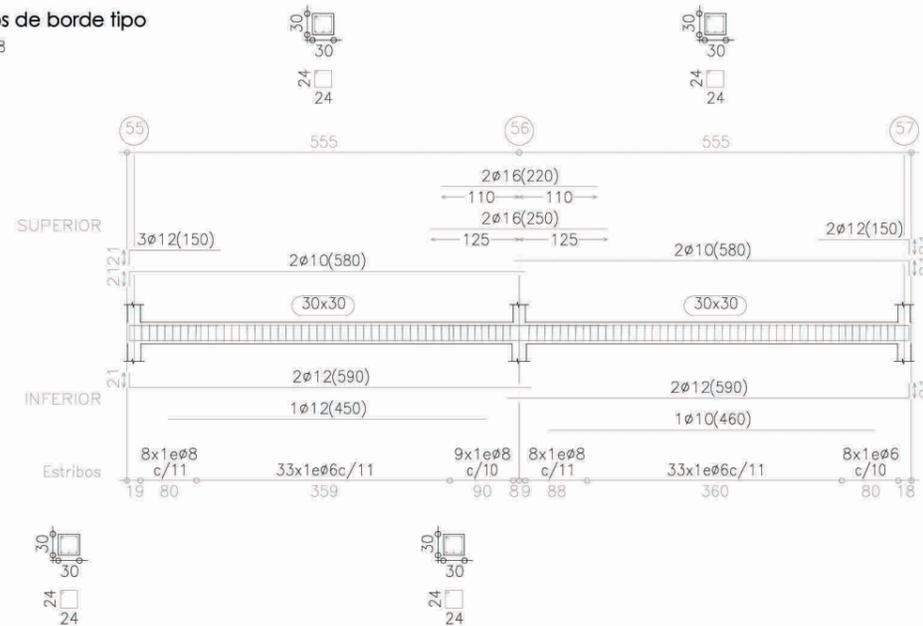 s de borde tipo
8
30
30
24
24
30
30
24
24
55
56
57
555
555
2ø16(220)
110 110
2ø16(250)
125 125
SUPERIOR
3ø12(150)
2ø12(150)
21
21
2ø10(580)
2ø10(580)
30x30
30x30
21
2ø12(590)
2ø12(590)
INFERIOR
1ø12(450)
1ø10(460)
Estribos
8x1eø8 c/11
33x1eø6c/11
9x1eø8 c/10
8x1eø8 c/11
33x1eø6c/11
8x1eø6 c/10
19 80 359 90 89 88 360 80 18
30
30
24
24
30
30
24
24